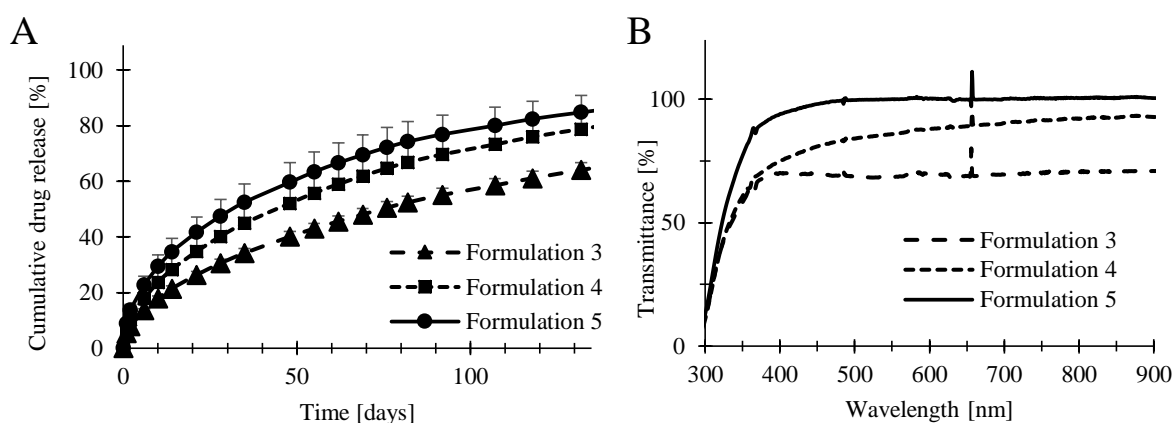 A
Cumulative drug release [%]
100
80
60
40
20
0
0 50 100
Time [days]
Formulation 3
Formulation 4
Formulation 5
B
Transmittance [%]
100
50
0
300 400 500 600 700 800 900
Wavelength [nm]
Formulation 3
Formulation 4
Formulation 5